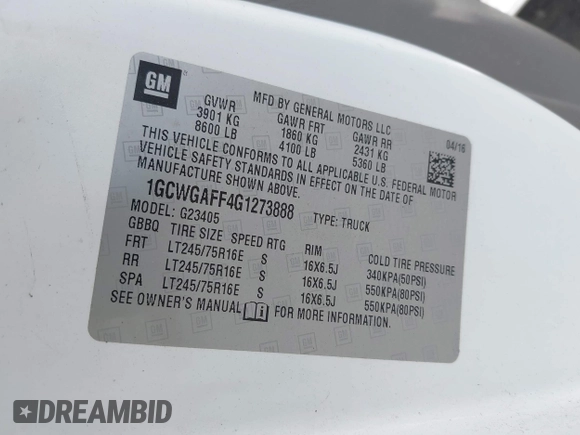 GM
MFD BY GENERAL MOTORS LLC
04/16
GVWR GAWR FRT GAWR RR
3901 KG 1860 KG 2431 KG
8600 LB 4100 LB 5360 LB
THIS VEHICLE CONFORMS TO ALL APPLICABLE U.S. FEDERAL MOTOR
VEHICLE SAFETY STANDARDS IN EFFECT ON THE DATE OF
MANUFACTURE SHOWN ABOVE.
1GCWGAFF4G1273888 TYPE: TRUCK
MODEL: G23405
GBBQ TIRE SIZE SPEED RTG RIM COLD TIRE PRESSURE
FRT LT245/75R16E S 16X6.5J 340KPA(50PSI)
RR LT245/75R16E S 16X6.5J 550KPA(80PSI)
SPA LT245/75R16E S 16X6.5J 550KPA(80PSI)
SEE OWNER'S MANUAL FOR MORE INFORMATION.
DREAMBID